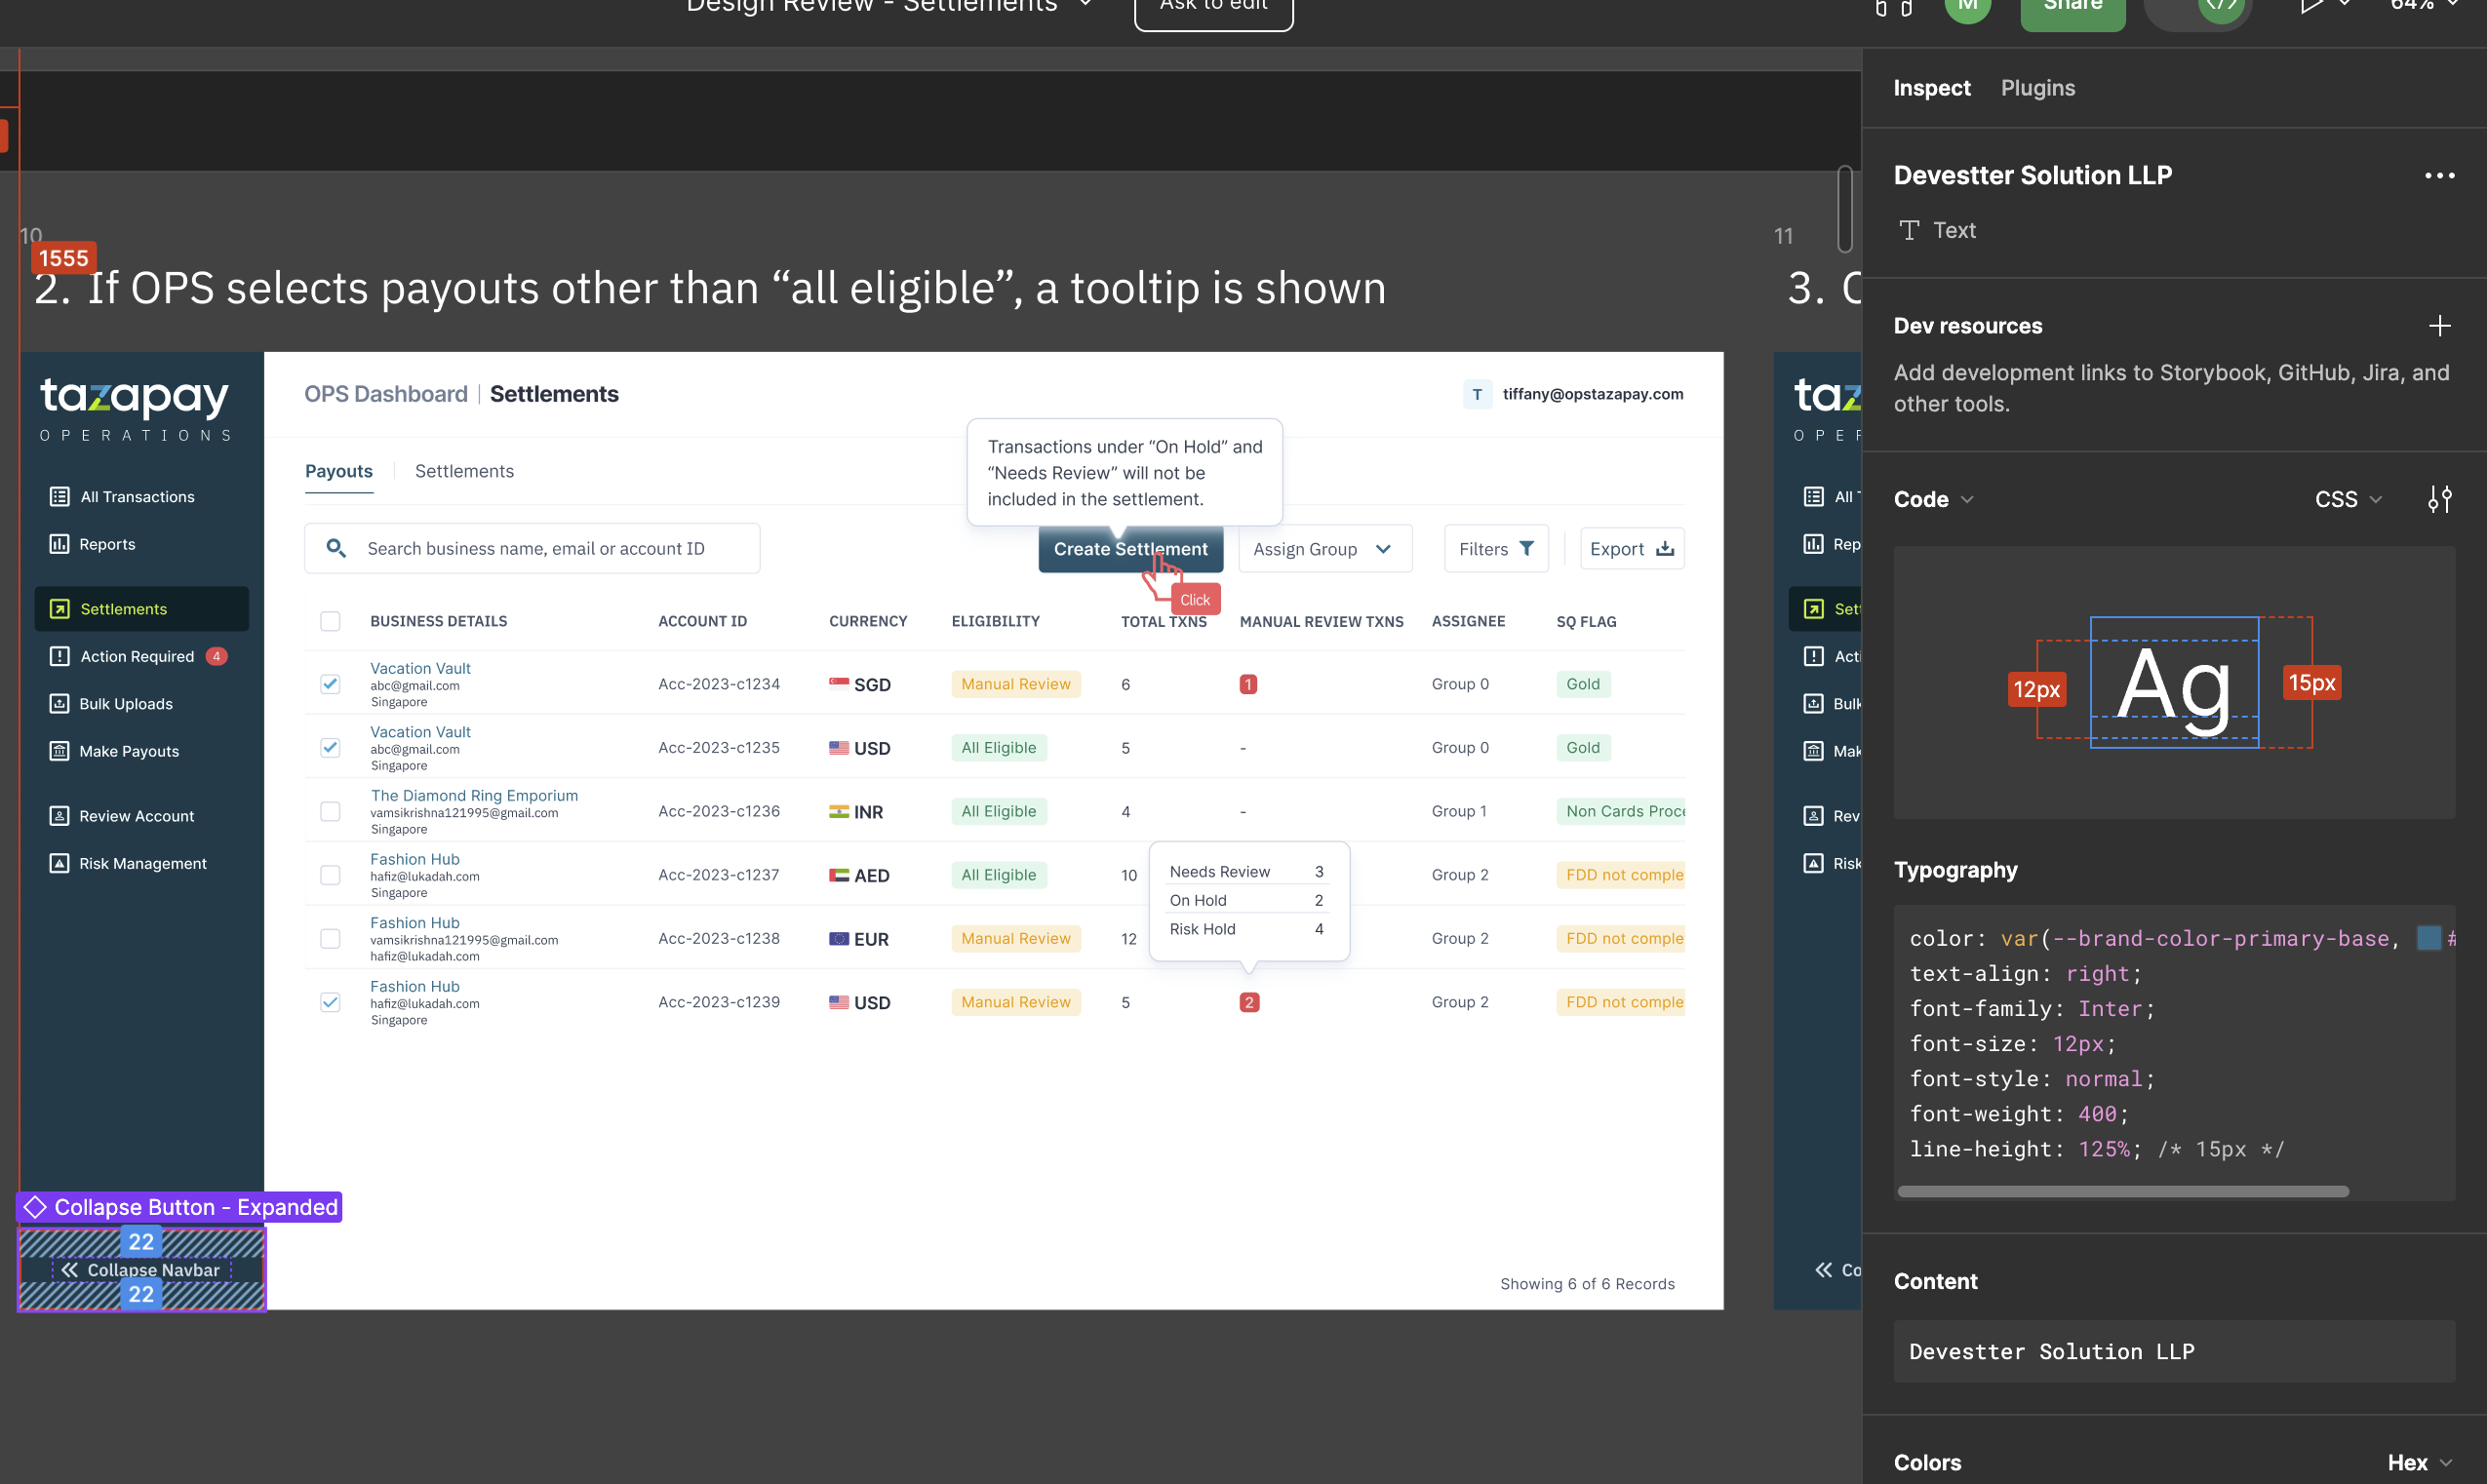 Design Review - Settlements
Ask to edit
M
Share
64%
10
1555
2. If OPS selects payouts other than “all eligible”, a tooltip is shown
11
3.
tazapay
OPERATIONS
All Transactions
Reports
Settlements
Action Required 4
Bulk Uploads
Make Payouts
Review Account
Risk Management
Collapse Button - Expanded
22
Collapse Navbar
22
OPS Dashboard | Settlements
T tiffany@opstazapay.com
Transactions under “On Hold” and
“Needs Review” will not be
included in the settlement.
Payouts
Settlements
Search business name, email or account ID
Create Settlement
Click
Assign Group
Filters
Export
BUSINESS DETAILS ACCOUNT ID CURRENCY ELIGIBILITY TOTAL TXNS MANUAL REVIEW TXNS ASSIGNEE SQ FLAG
Vacation Vault
abc@gmail.com
Singapore
Acc-2023-c1234 SGD Manual Review 6 1 Group 0 Gold
Vacation Vault
abc@gmail.com
Singapore
Acc-2023-c1235 USD All Eligible 5 - Group 0 Gold
The Diamond Ring Emporium
vamsikrishna121995@gmail.com
Singapore
Acc-2023-c1236 INR All Eligible 4 - Group 1 Non Cards Proce
Fashion Hub
hafiz@lukadah.com
Singapore
Acc-2023-c1237 AED All Eligible 10 Group 2 FDD not comple
Needs Review 3
On Hold 2
Risk Hold 4
Fashion Hub
vamsikrishna121995@gmail.com
hafiz@lukadah.com
Acc-2023-c1238 EUR Manual Review 12 Group 2 FDD not comple
Fashion Hub
hafiz@lukadah.com
Singapore
Acc-2023-c1239 USD Manual Review 5 2 Group 2 FDD not comple
Showing 6 of 6 Records
taz
OPER
All
Rep
Set
Acti
Bulk
Mak
Rev
Risk
Co
Inspect
Plugins
Devestter Solution LLP
Text
Dev resources
Add development links to Storybook, GitHub, Jira, and
other tools.
Code
CSS
12px
Ag
15px
Typography
color: var(--brand-color-primary-base, #
text-align: right;
font-family: Inter;
font-size: 12px;
font-style: normal;
font-weight: 400;
line-height: 125%; /* 15px */
Content
Devestter Solution LLP
Colors
Hex